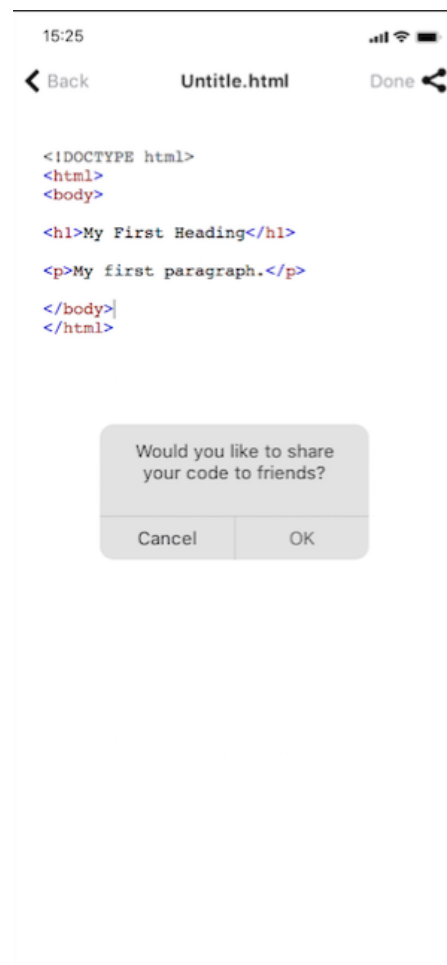 15:25
Back Untitle.html Done
<!DOCTYPE html>
<html>
<body>
<h1>My First Heading</h1>
<p>My first paragraph.</p>
</body>
</html>
Would you like to share
your code to friends?
Cancel OK